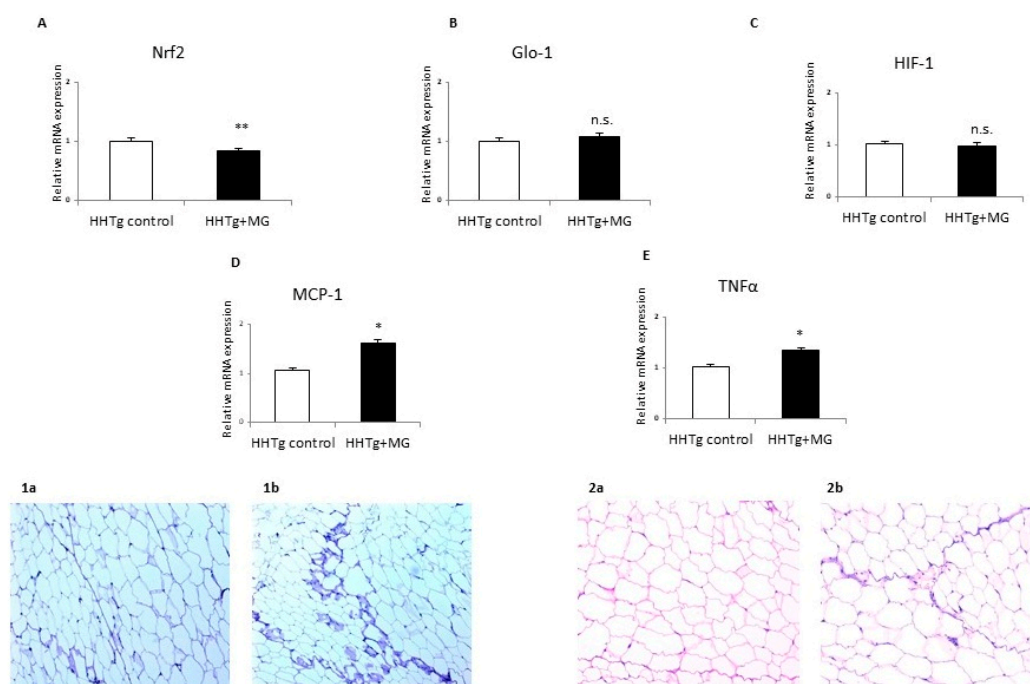 A
Nrf2
Relative mRNA expression
2
1
0
**
HHTg control HHTg+MG
B
Glo-1
Relative mRNA expression
2
1
0
n.s.
HHTg control HHTg+MG
C
HIF-1
Relative mRNA expression
2
1
0
n.s.
HHTg control HHTg+MG
D
MCP-1
Relative mRNA expression
2
1
0
*
HHTg control HHTg+MG
E
TNFα
Relative mRNA expression
2
1
0
*
HHTg control HHTg+MG
1a 1b 2a 2b